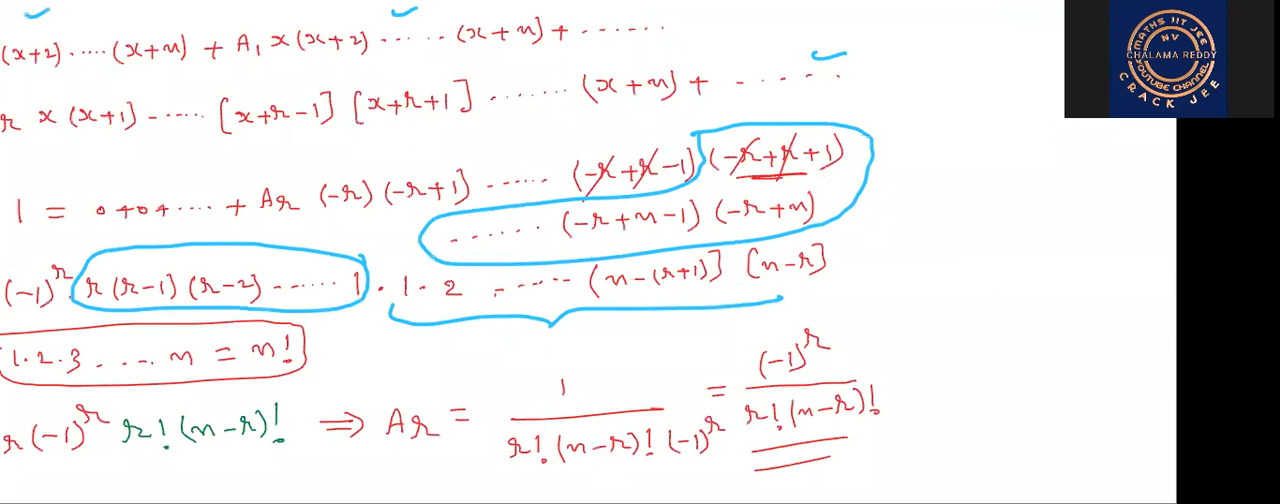 (x+2) ..... (x+n) + A₁ x (x+2) ...... (x+n) + .......
r x (x+1) ------ [x+r-1] [x+r+1] ....... (x+n) + ......
1 = 0+0+ .... + Ar (-r) (-r+1) ...... (-r+r-1) (-r+r+1)
...... (-r+n-1) (-r+n)
(-1)^r r (r-1) (r-2) ...... 1 . 1. 2 ...... (n-(r+1)] [n-r]
1.2.3 ..... n = n!
r (-1)^r r! (n-r)! ⇒ Ar = 1 / r! (n-r)! (-1)^r = (-1)^r / r! (n-r)!
MATHS IIT JEE
NV
CHALAMA REDDY
YOUTUBE CHANNEL
CRACK JEE